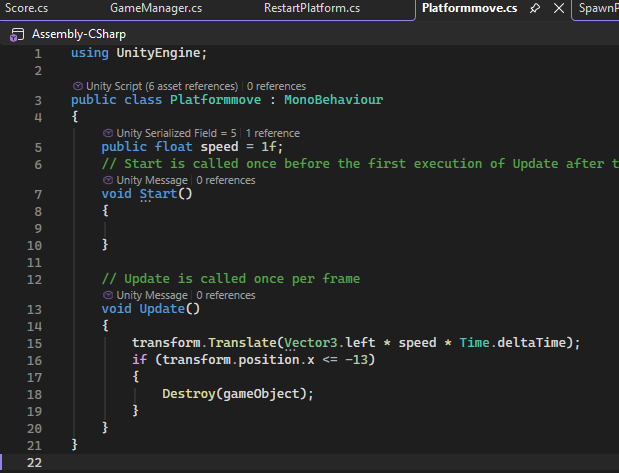 Score.cs GameManager.cs RestartPlatform.cs Platformmove.cs
Assembly-CSharp
1 using UnityEngine;
2
Unity Script (6 asset references) | 0 references
3 public class Platformmove : MonoBehaviour
4 {
Unity Serialized Field = 5 | 1 reference
5 public float speed = 1f;
6 // Start is called once before the first execution of Update after
Unity Message | 0 references
7 void Start()
8 {
9
10 }
11
12 // Update is called once per frame
Unity Message | 0 references
13 void Update()
14 {
15 transform.Translate(Vector3.left * speed * Time.deltaTime);
16 if (transform.position.x <= -13)
17 {
18 Destroy(gameObject);
19 }
20 }
21 }
22